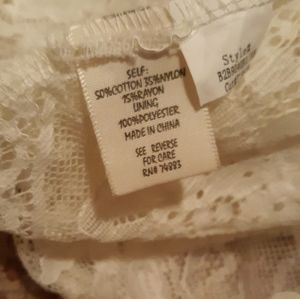 SELF:
50%COTTON 35%NYLON
15%RAYON
LINING
100%POLYESTER
MADE IN CHINA
SEE REVERSE
FOR CARE
RN# 74883
Style#